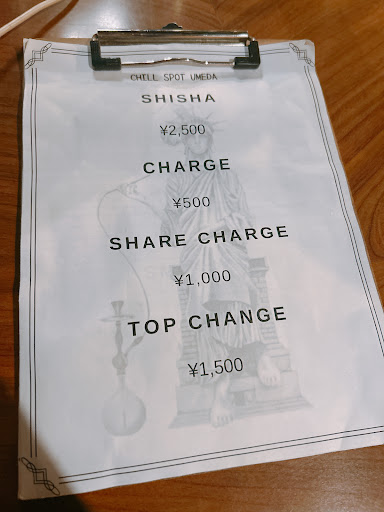 CHILL SPOT UMEDA
SHISHA
¥2,500
CHARGE
¥500
SHARE CHARGE
¥1,000
TOP CHANGE
¥1,500